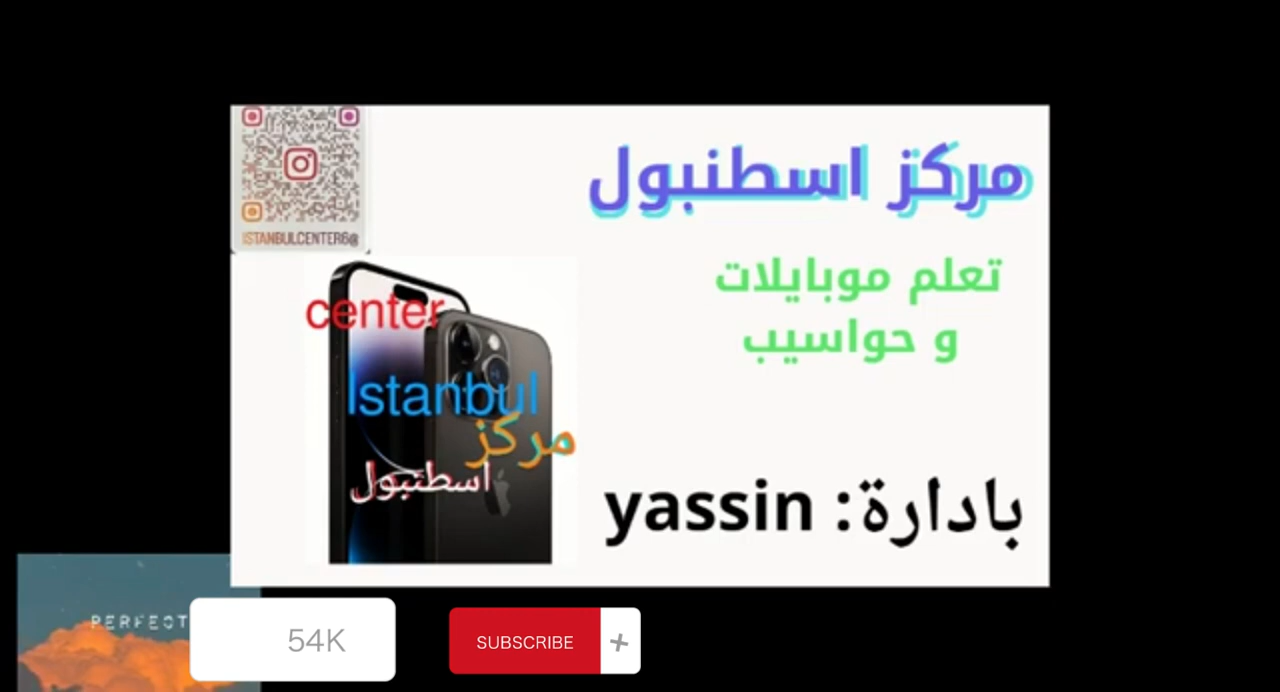 مركز اسطنبول
ISTANBULCENTER6@
تعلم موبايلات
و حواسيب
center
Istanbul
مركز
اسطنبول
بادارة: yassin
PERFECT
54K
SUBSCRIBE +